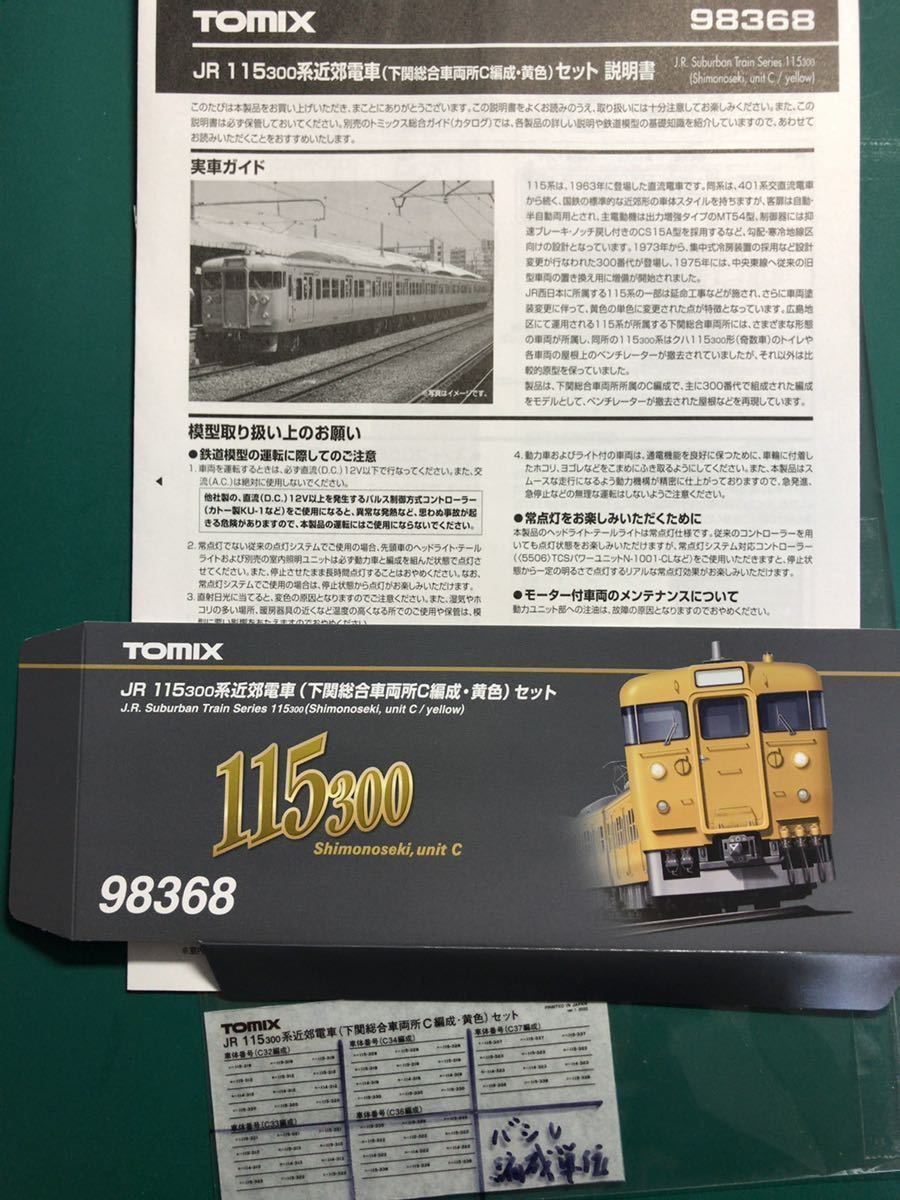 TOMIX 98368
JR 115300系近郊電車(下関総合車両所C編成・黄色)セット 説明書
J.R. Suburban Train Series 115300
(Shimonoseki, unit C / yellow)
このたびは本製品をお買い上げいただき、まことにありがとうございます。この説明書をよくお読みのうえ、取り扱いには十分注意してお楽しみください。また、この
説明書は必ず保管しておいてください。別売のトミックス総合ガイド(カタログ)では、各製品の詳しい説明や鉄道模型の基礎知識を紹介していますので、あわせて
お読みいただくことをおすすめいたします。
実車ガイド
※写真はイメージです。
115系は、1963年に登場した直流電車です。同系は、401系交直流電車
から続く、国鉄の標準的な近郊形の車体スタイルを持ちますが、客扉は自動・
半自動両用とされ、主電動機は出力増強タイプのMT54型、制御器には抑
速ブレーキ・ノッチ戻し付きのCS15A型を採用するなど、勾配・寒冷地線区
向けの設計となっています。1973年から、集中式冷房装置の採用など設計
変更が行なわれた300番代が登場し、1975年には、中央東線へ従来の旧
型車両の置き換え用に増備が開始されました。
JR西日本に所属する115系の一部は延命工事などが施され、さらに車両塗
装変更に伴って、黄色の単色に変更された点が特徴となっています。広島地
区にて運用される115系が所属する下関総合車両所には、さまざまな形態
の車両が所属し、同所の115300系はクハ115300形(奇数車)のトイレや
各車両の屋根上のベンチレーターが撤去されていましたが、それ以外は比
較的原型を保っていました。
製品は、下関総合車両所所属のC編成で、主に300番代で組成された編成
をモデルとして、ベンチレーターが撤去された屋根などを再現しています。
模型取り扱い上のお願い
●鉄道模型の運転に際してのご注意
1. 車両を運転するときは、必ず直流(D.C.)12V以下で行なってください。また、交
流(A.C.)は絶対に使用しないでください。
他社製の、直流(D.C.)12V以上を発生するパルス制御方式コントローラー
(カトー製KU-1など)をご使用になると、異常な発熱など、思わぬ事故が起
きる危険がありますので、本製品の運転にはご使用にならないでください。
2. 常点灯でない従来の点灯システムでご使用の場合、先頭車のヘッドライト・テール
ライトおよび別売の室内照明ユニットは必ず動力車と編成を組んだ状態で点灯さ
せてください。また、停止させたまま長時間点灯することはおやめください。なお、
常点灯システムでご使用の場合は、停止状態から点灯がお楽しみいただけます。
3. 直射日光に当てると、変色の原因となりますのでご注意ください。また、湿気やホ
コリの多い場所、暖房器具の近くなど温度の高くなる所でのご使用や保管は、模
型に悪い影響をあたえますのでおやめください。
4. 動力車およびライト付の車両は、通電機能を良好に保つために、車輪に付着し
たホコリ、ヨゴレなどをこまめにふき取るようにしてください。また、本製品はス
ムースな走行になるよう動力機構が精密に仕上がっておりますので、急発進、
急停止などの無理な運転はしないようご注意ください。
●常点灯をお楽しみいただくために
本製品のヘッドライト・テールライトは常点灯仕様です。従来のコントローラーを用
いても点灯状態をお楽しみいただけますが、常点灯システム対応コントローラー
((5506)TCSパワーユニットN-1001-CLなど)をご使用いただきますと、停止状
態から一定の明るさで点灯するリアルな常点灯効果がお楽しみいただけます。
●モーター付車両のメンテナンスについて
動力ユニット部への注油は、故障の原因となりますのでおやめください。
TOMIX
JR 115300系近郊電車(下関総合車両所C編成・黄色)セット
J.R. Suburban Train Series 115300(Shimonoseki, unit C / yellow)
115300
Shimonoseki, unit C
98368
TOMIX
PRINTED IN JAPAN
JR 115300系近郊電車(下関総合車両所C編成・黄色)セット
車体番号(C32編成)
車体番号(C34編成)
車体番号(C37編成)
車体番号(C33編成)
車体番号(C36編成)
バラし
編成単位